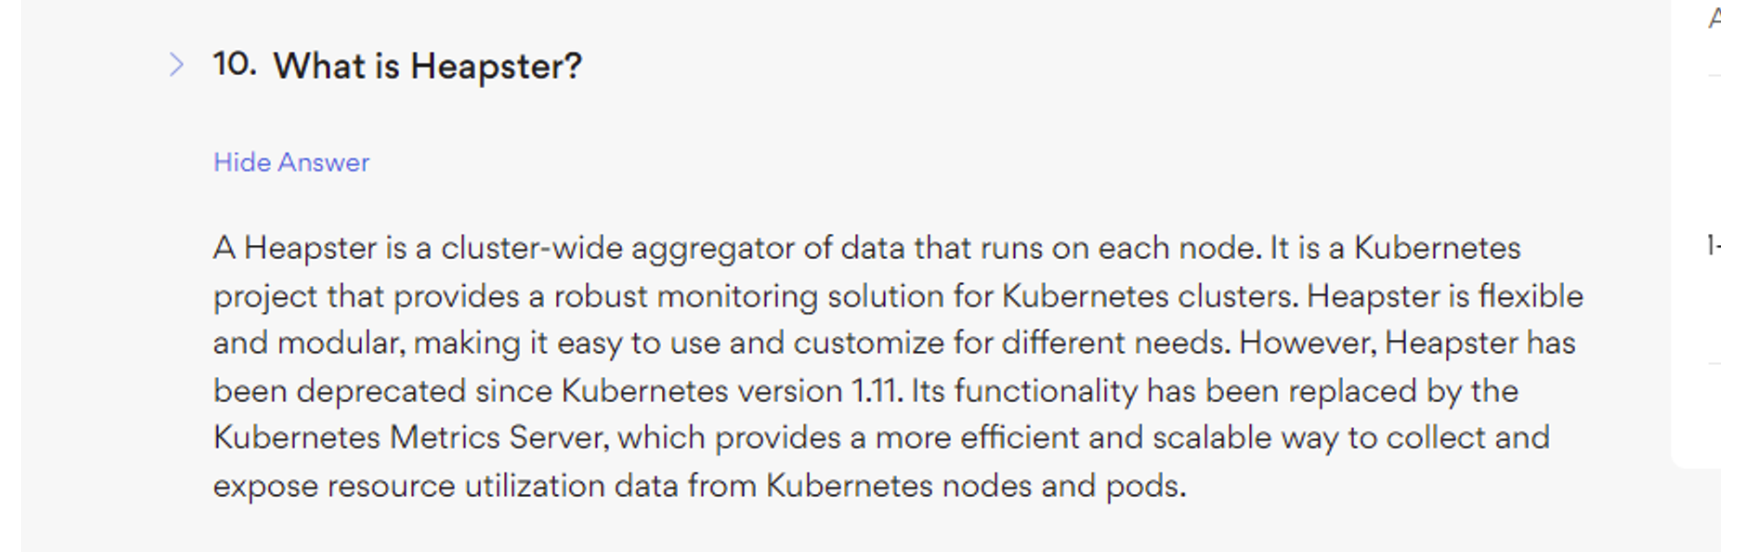 10. What is Heapster?
Hide Answer
A Heapster is a cluster-wide aggregator of data that runs on each node. It is a Kubernetes
project that provides a robust monitoring solution for Kubernetes clusters. Heapster is flexible
and modular, making it easy to use and customize for different needs. However, Heapster has
been deprecated since Kubernetes version 1.11. Its functionality has been replaced by the
Kubernetes Metrics Server, which provides a more efficient and scalable way to collect and
expose resource utilization data from Kubernetes nodes and pods.